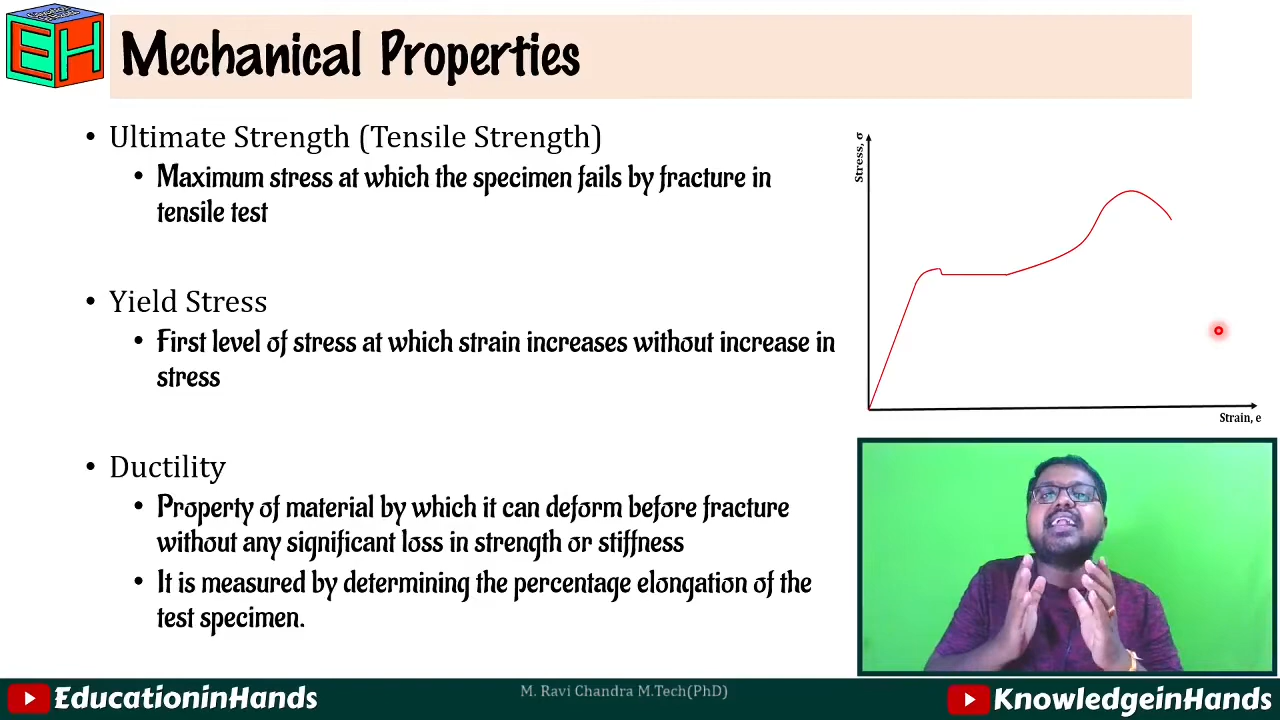 EH
Mechanical Properties
• Ultimate Strength (Tensile Strength)
• Maximum stress at which the specimen fails by fracture in
tensile test
• Yield Stress
• First level of stress at which strain increases without increase in
stress
• Ductility
• Property of material by which it can deform before fracture
without any significant loss in strength or stiffness
• It is measured by determining the percentage elongation of the
test specimen.
Stress, σ
Strain, e
EducationinHands
M. Ravi Chandra M.Tech(PhD)
KnowledgeinHands